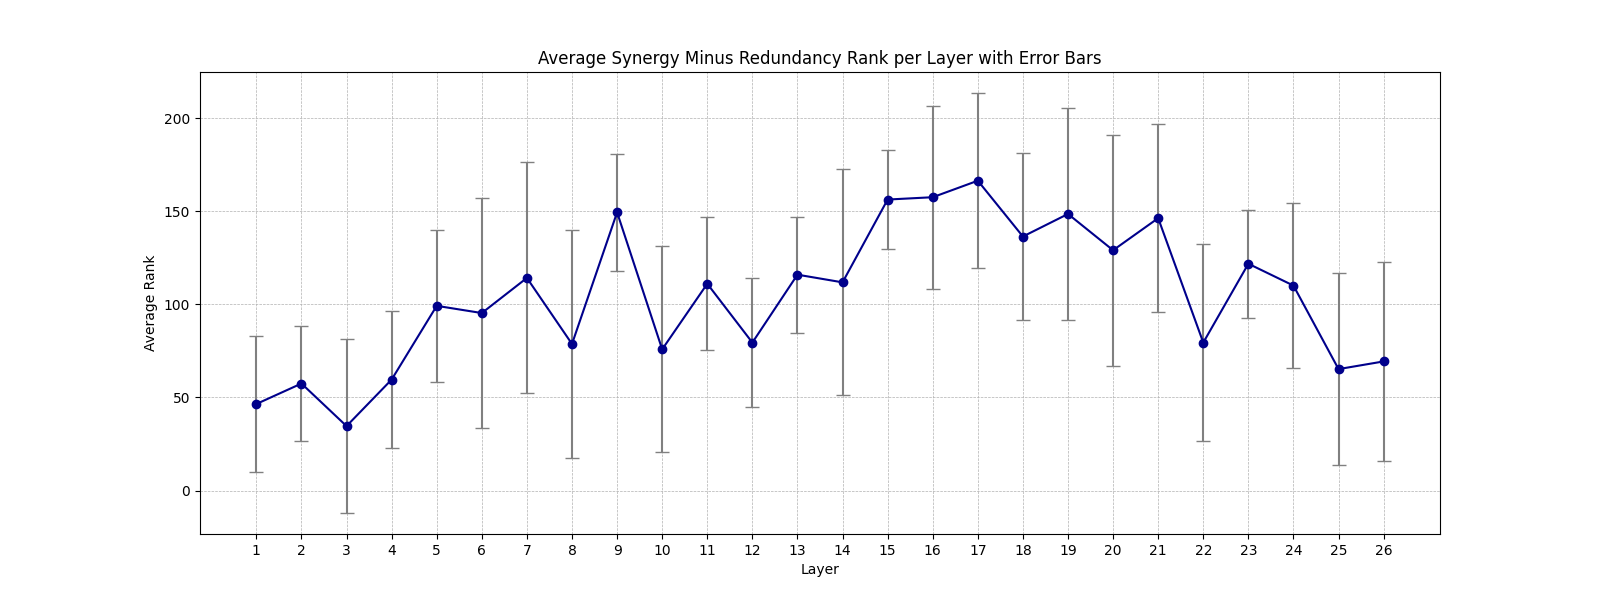 Average Synergy Minus Redundancy Rank per Layer with Error Bars
200
150
100
50
0
Average Rank
1 2 3 4 5 6 7 8 9 10 11 12 13 14 15 16 17 18 19 20 21 22 23 24 25 26
Layer